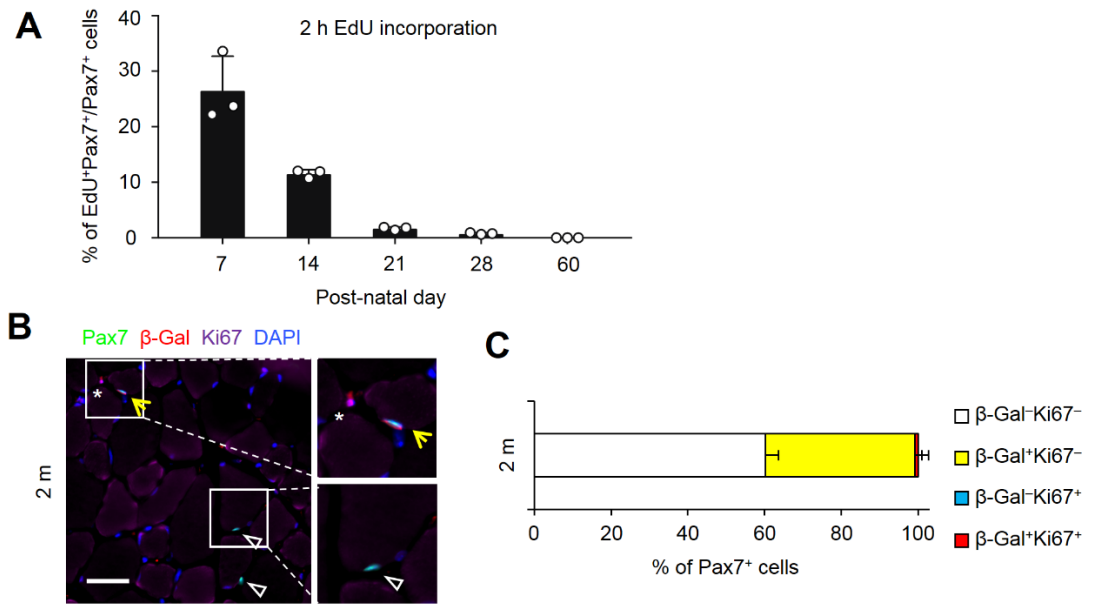 A
2 h EdU incorporation
% of EdU⁺Pax7⁺/Pax7⁺ cells
40
30
20
10
0
7 14 21 28 60
Post-natal day
B
Pax7 β-Gal Ki67 DAPI
2 m
*
*
C
2 m
0 20 40 60 80 100
% of Pax7⁺ cells
β-Gal⁻Ki67⁻
β-Gal⁺Ki67⁻
β-Gal⁻Ki67⁺
β-Gal⁺Ki67⁺